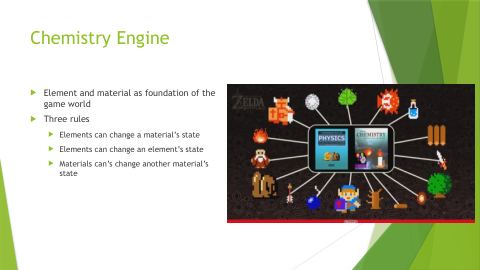 Chemistry Engine
Element and material as foundation of the
game world
Three rules
Elements can change a material's state
Elements can change an element's state
Materials can's change another material's
state
ZELDA
PHYSICS
CHEMISTRY